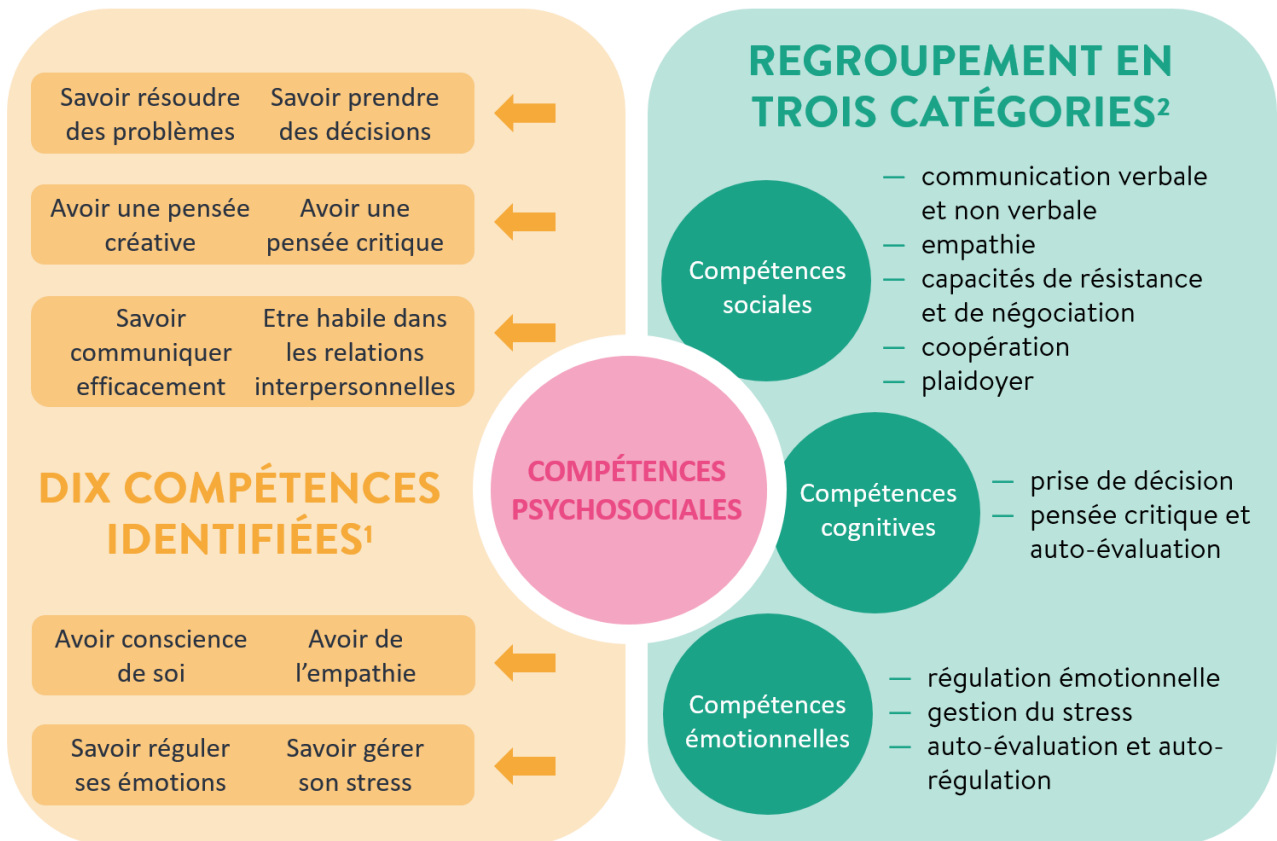 Savoir résoudre
des problèmes
Savoir prendre
des décisions
Avoir une pensée
créative
Avoir une
pensée critique
Savoir
communiquer
efficacement
Etre habile dans
les relations
interpersonnelles
DIX COMPÉTENCES
IDENTIFIÉES¹
Avoir conscience
de soi
Avoir de
l’empathie
Savoir réguler
ses émotions
Savoir gérer
son stress
COMPÉTENCES
PSYCHOSOCIALES
REGROUPEMENT EN
TROIS CATÉGORIES²
Compétences
sociales
— communication verbale
et non verbale
— empathie
— capacités de résistance
et de négociation
— coopération
— plaidoyer
Compétences
cognitives
— prise de décision
— pensée critique et
auto-évaluation
Compétences
émotionnelles
— régulation émotionnelle
— gestion du stress
— auto-évaluation et auto-
régulation